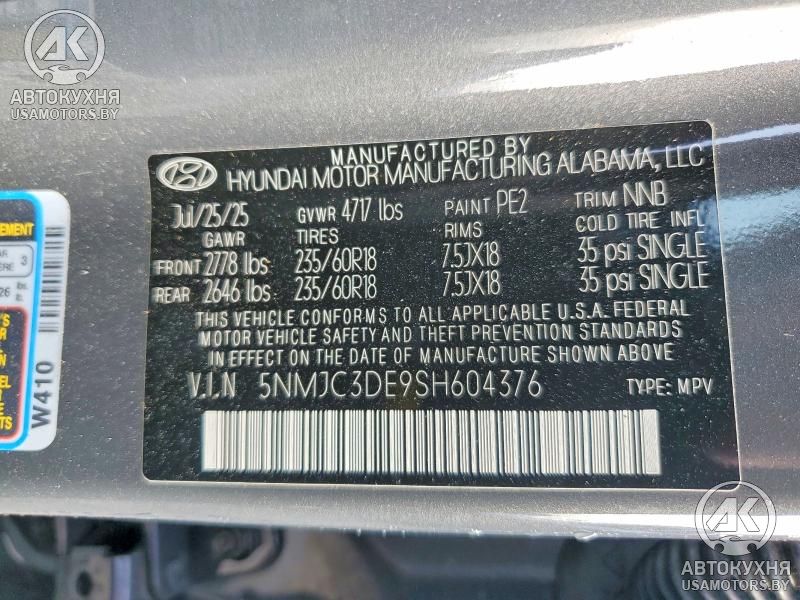 AK
АВТОКУХНЯ
USAMOTORS.BY
MANUFACTURED BY
HYUNDAI MOTOR MANUFACTURING ALABAMA, LLC
Jul/25/25 GVWR 4717 lbs PAINT PE2 TRIM NNB
GAWR TIRES RIMS COLD TIRE INFL
FRONT 2778 lbs 235/60R18 7.5JX18 35 psi SINGLE
REAR 2646 lbs 235/60R18 7.5JX18 35 psi SINGLE
THIS VEHICLE CONFORMS TO ALL APPLICABLE U.S.A. FEDERAL
MOTOR VEHICLE SAFETY AND THEFT PREVENTION STANDARDS
IN EFFECT ON THE DATE OF MANUFACTURE SHOWN ABOVE
V.I.N 5NMJC3DE9SH604376 TYPE: MPV
W410
AK
АВТОКУХНЯ
USAMOTORS.BY